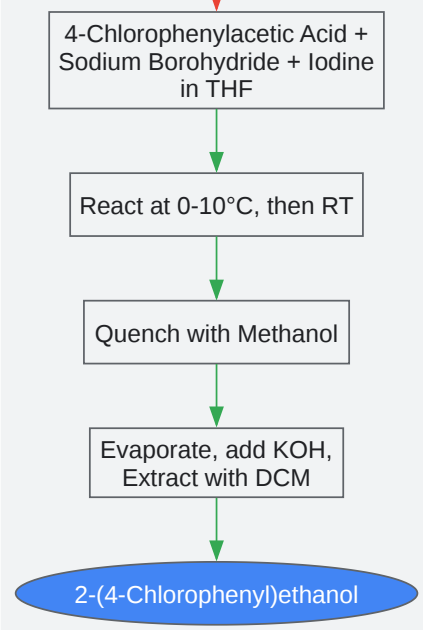 4-Chlorophenylacetic Acid +
Sodium Borohydride + Iodine
in THF
React at 0-10°C, then RT
Quench with Methanol
Evaporate, add KOH,
Extract with DCM
2-(4-Chlorophenyl)ethanol